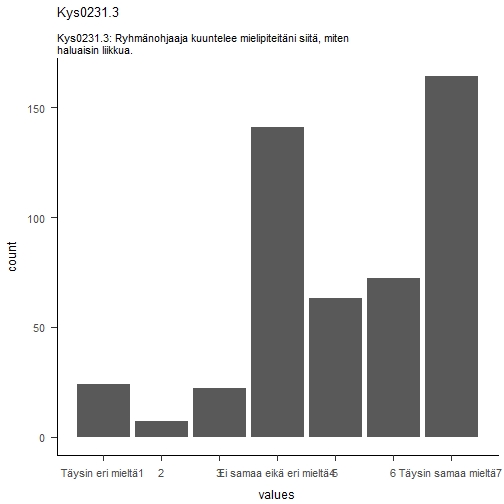 Kys0231.3
Kys0231.3: Ryhmänohjaaja kuuntelee mielipiteitäni siitä, miten
haluaisin liikkua.
150
100
50
0
count
Täysin eri mieltä1 2 3 Ei samaa eikä eri mieltä4 5 6 Täysin samaa mieltä7
values